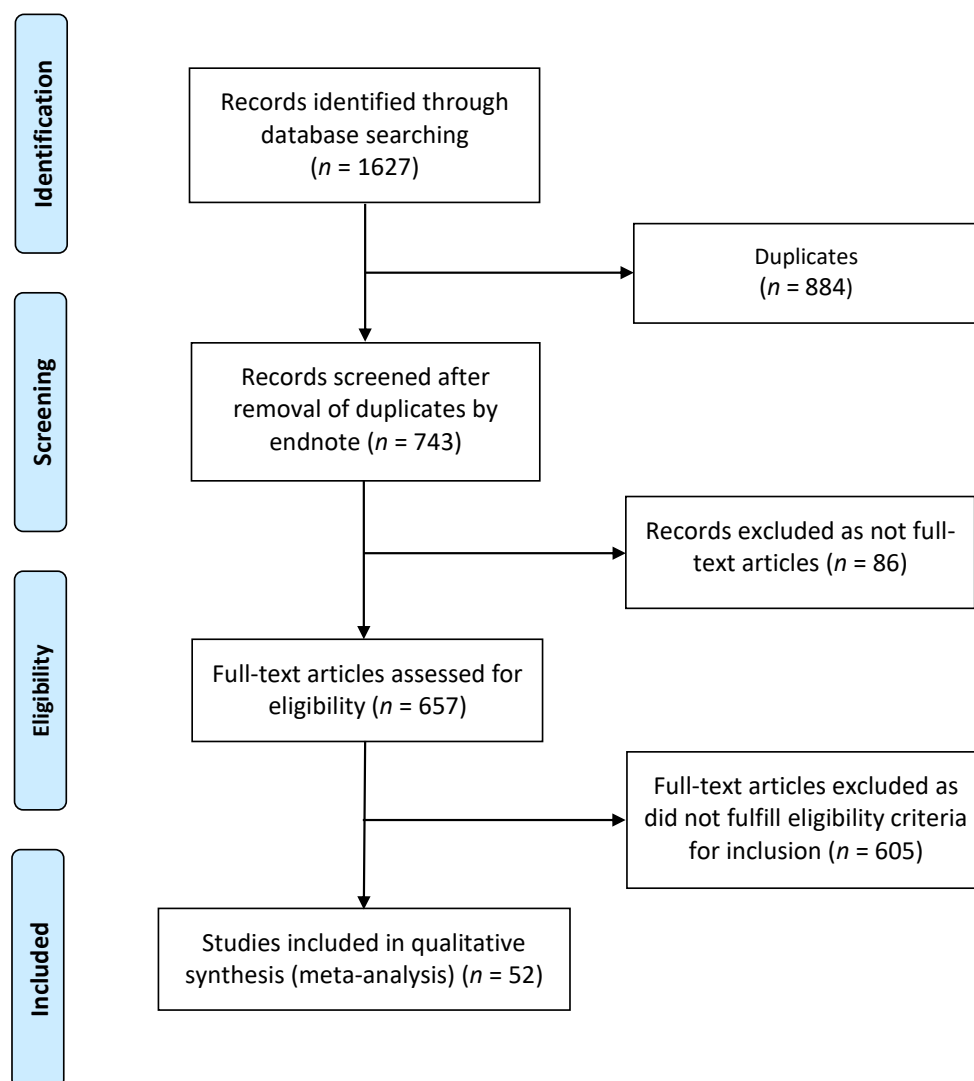 Identification
Records identified through
database searching
(n = 1627)
Duplicates
(n = 884)
Screening
Records screened after
removal of duplicates by
endnote (n = 743)
Records excluded as not full-
text articles (n = 86)
Eligibility
Full-text articles assessed for
eligibility (n = 657)
Full-text articles excluded as
did not fulfill eligibility criteria
for inclusion (n = 605)
Included
Studies included in qualitative
synthesis (meta-analysis) (n = 52)